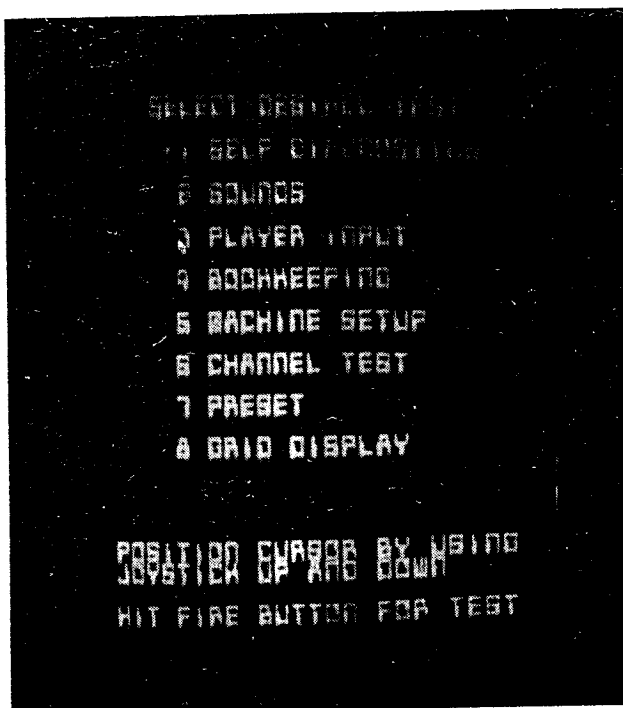 SELECT DESIRED TEST
1 SELF DIAGNOSTICS
2 SOUNDS
3 PLAYER INPUT
4 BOOKKEEPING
5 MACHINE SETUP
6 CHANNEL TEST
7 PRESET
8 GRID DISPLAY
POSITION CURSOR BY USING
JOYSTICK UP AND DOWN
HIT FIRE BUTTON FOR TEST